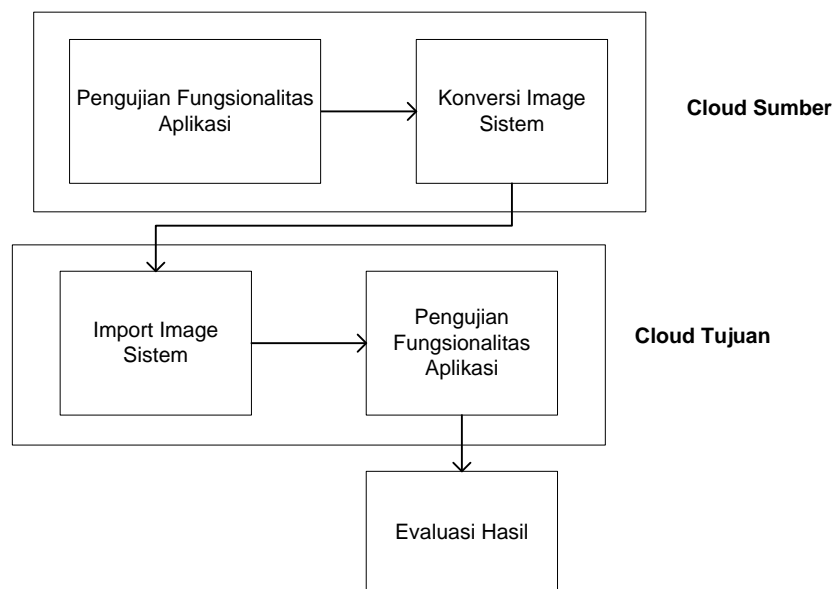 Pengujian Fungsionalitas
Aplikasi
Konversi Image
Sistem
Cloud Sumber
Import Image
Sistem
Pengujian
Fungsionalitas
Aplikasi
Cloud Tujuan
Evaluasi Hasil